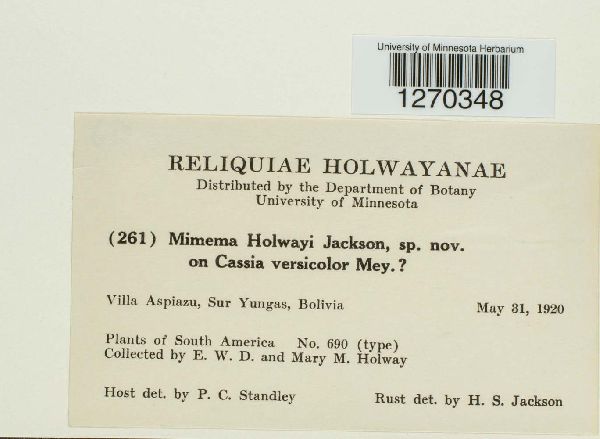 University of Minnesota Herbarium
1270348
RELIQUIAE HOLWAYANAE
Distributed by the Department of Botany
University of Minnesota
(261) Mimema Holwayi Jackson, sp. nov.
on Cassia versicolor Mey.?
Villa Aspiazu, Sur Yungas, Bolivia May 31, 1920
Plants of South America No. 690 (type)
Collected by E. W. D. and Mary M. Holway
Host det. by P. C. Standley Rust det. by H. S. Jackson